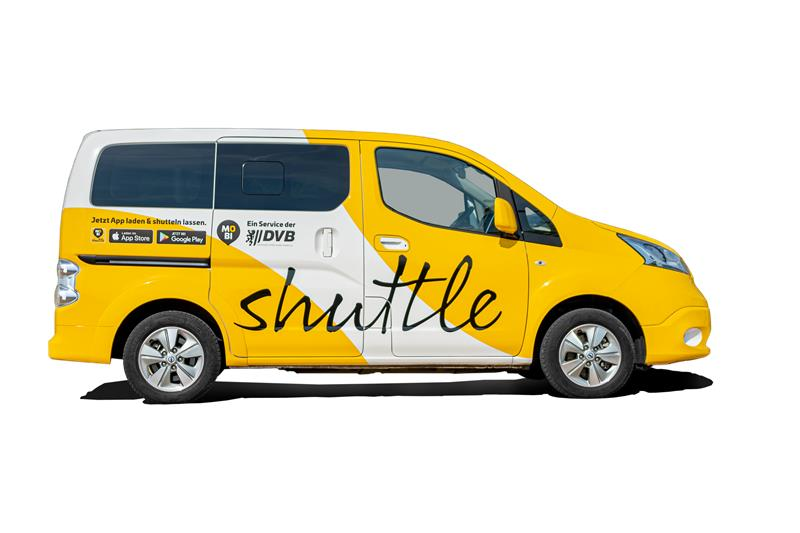 Jetzt App laden & shutteln lassen.
App Store
Google Play
MO
BI
Ein Service der
DVB
shuttle